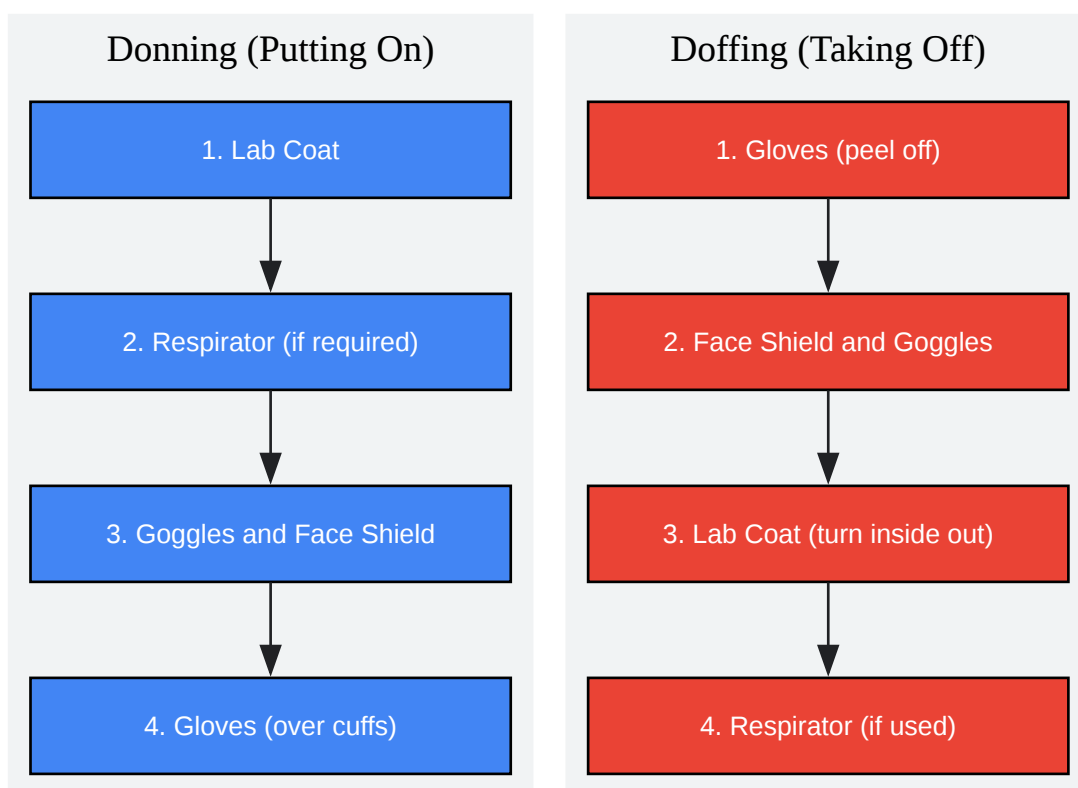 Donning (Putting On)
1. Lab Coat
2. Respirator (if required)
3. Goggles and Face Shield
4. Gloves (over cuffs)
Doffing (Taking Off)
1. Gloves (peel off)
2. Face Shield and Goggles
3. Lab Coat (turn inside out)
4. Respirator (if used)